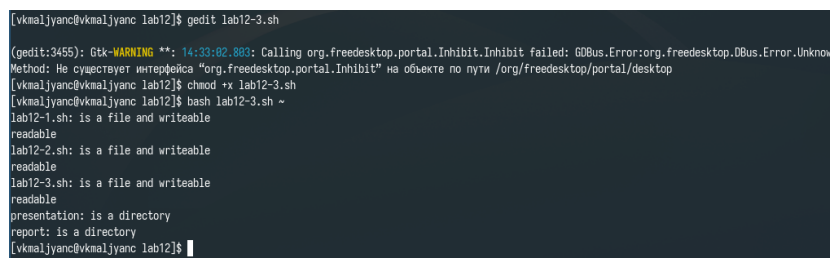 [vkmaljyanc@vkmaljyanc lab12]$ gedit lab12-3.sh
(gedit:3455): Gtk-WARNING **: 14:33:02.803: Calling org.freedesktop.portal.Inhibit.Inhibit failed: GDBus.Error:org.freedesktop.DBus.Error.Unknow
Method: Не существует интерфейса “org.freedesktop.portal.Inhibit” на объекте по пути /org/freedesktop/portal/desktop
[vkmaljyanc@vkmaljyanc lab12]$ chmod +x lab12-3.sh
[vkmaljyanc@vkmaljyanc lab12]$ bash lab12-3.sh ~
lab12-1.sh: is a file and writeable
readable
lab12-2.sh: is a file and writeable
readable
lab12-3.sh: is a file and writeable
readable
presentation: is a directory
report: is a directory
[vkmaljyanc@vkmaljyanc lab12]$